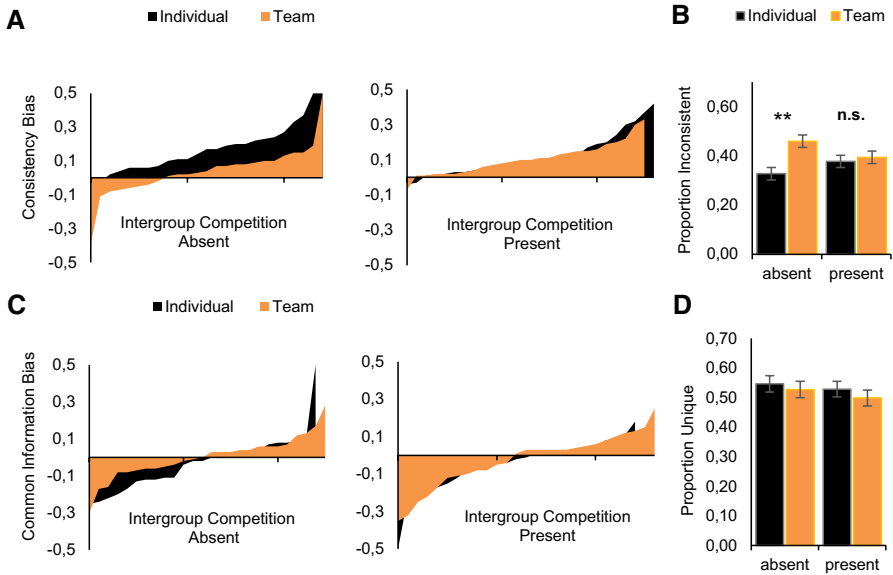 A
Individual Team
Consistency Bias
0,5
0,3
0,1
-0,1
-0,3
-0,5
Intergroup Competition
Absent
0,5
0,3
0,1
-0,1
-0,3
-0,5
Intergroup Competition
Present
B
Individual Team
Proportion Inconsistent
0,60
0,40
0,20
0,00
**
n.s.
absent present
C
Individual Team
Common Information Bias
0,5
0,3
0,1
-0,1
-0,3
-0,5
Intergroup Competition
Absent
0,5
0,3
0,1
-0,1
-0,3
-0,5
Intergroup Competition
Present
D
Proportion Unique
0,70
0,60
0,50
0,40
0,30
0,20
0,10
0,00
absent present